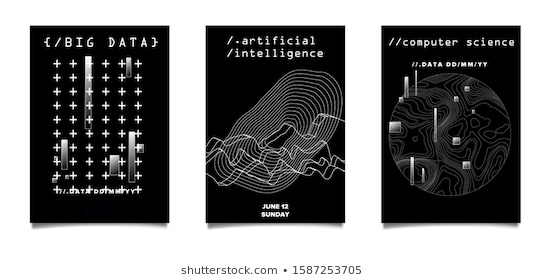 {/BIG DATA}
//.DATA DD/MM/YY
/.artificial
/intelligence
JUNE 12
SUNDAY
//computer science
//.DATA DD/MM/YY
shutterstock.com • 1587253705